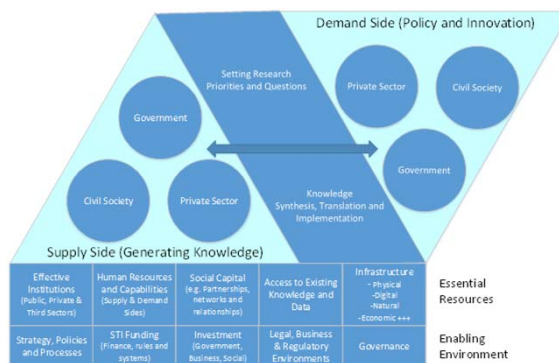 Demand Side (Policy and Innovation)
Setting Research
Priorities and Questions
Private Sector
Civil Society
Government
Government
Civil Society
Private Sector
Knowledge
Synthesis, Translation and
Implementation
Supply Side (Generating Knowledge)
Effective
Institutions
(Public, Private &
Third Sectors)
Human Resources
and Capabilities
(Supply & Demand
Sides)
Social Capital
(e.g. Partnerships,
networks and
relationships)
Access to Existing
Knowledge and
Data
Infrastructure
- Physical
-Digital
-Natural
-Economic +++
Essential
Resources
Strategy, Policies
and Processes
STI Funding
(Finance, rules and
systems)
Investment
(Government,
Business, Social)
Legal, Business
& Regulatory
Environments
Governance
Enabling
Environment